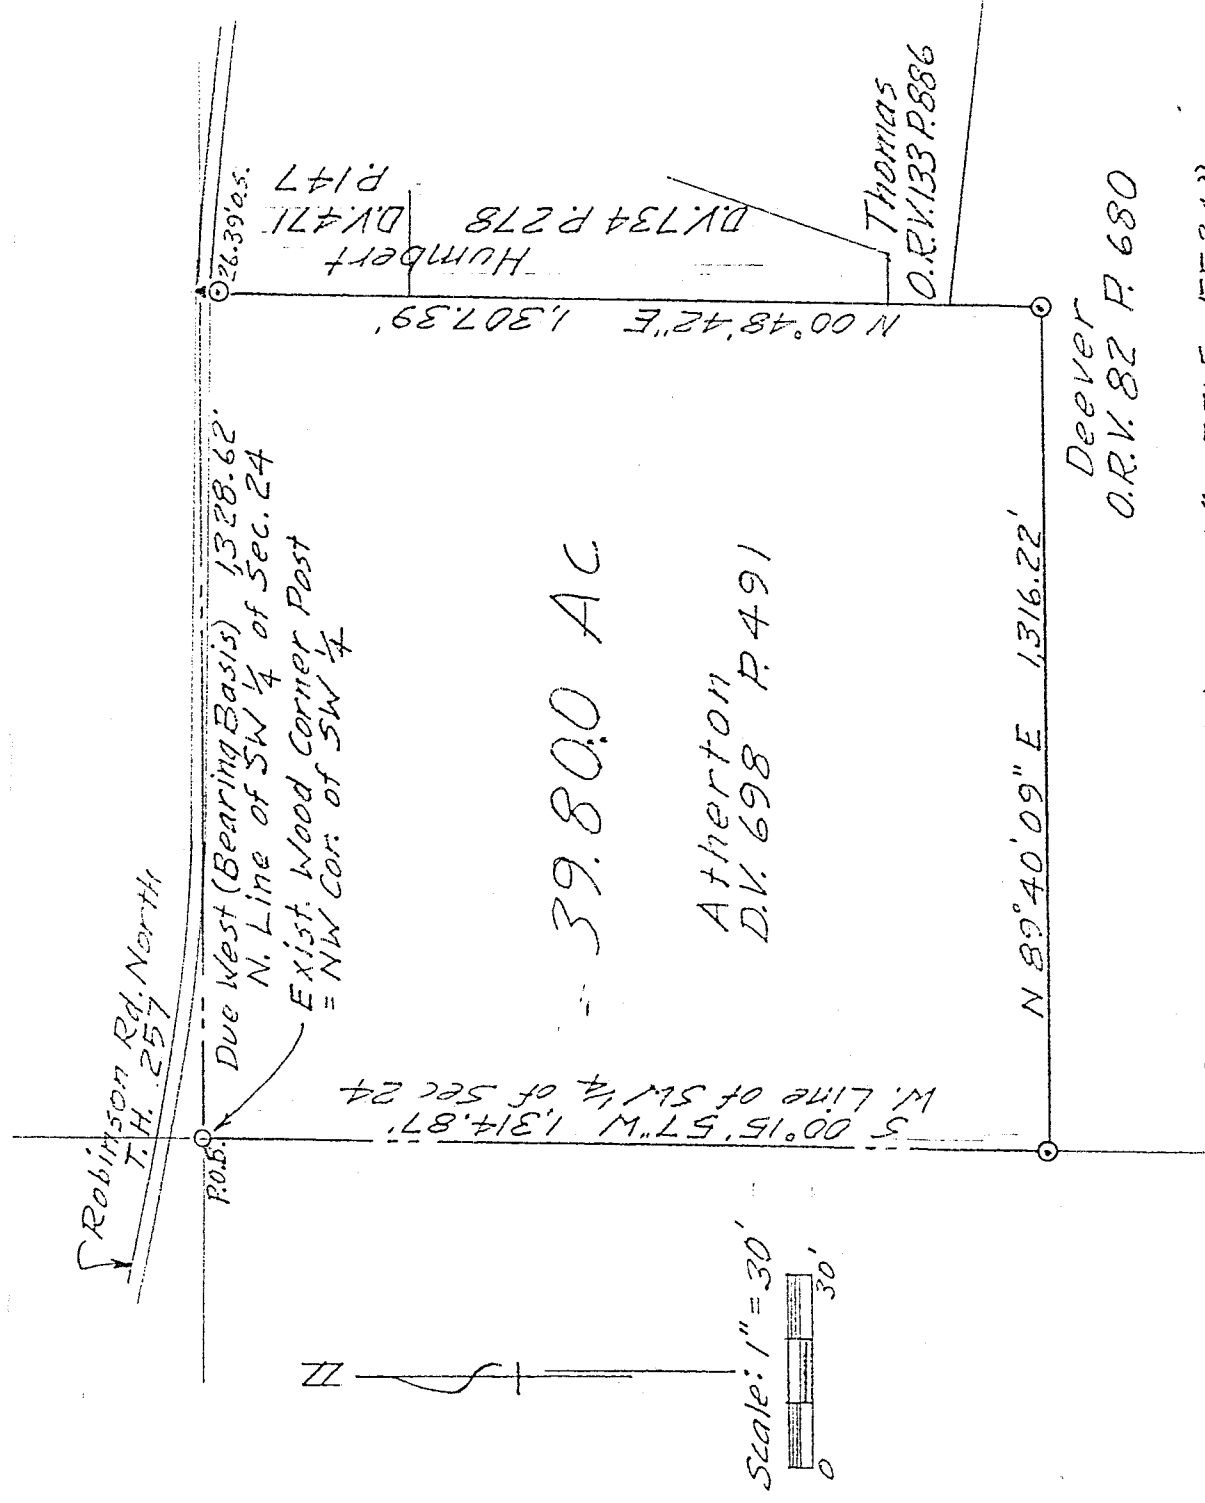 Robinson Rd. North
T. H. 257
P.O.B.
Due West (Bearing Basis) 1,328.62'
N. Line of SW ¼ of Sec. 24
Exist. Wood Corner Post
= NW Cor. of SW ¼
26.39' o.s.
Humbert
D.V. 471
P. 147
D.V. 734 P. 278
N 00°48'42" E 1,307.39'
Thomas
O.R.V. 133 P. 886
39.800 AC
Atherton
D.V. 698 P. 491
S 00°15'57" W 1,314.87'
W. Line of SW ¼ of Sec 24
N 89°40'09" E 1,316.22'
Deever
O.R.V. 82 P. 680
Scale: 1" = 30'
0 30'